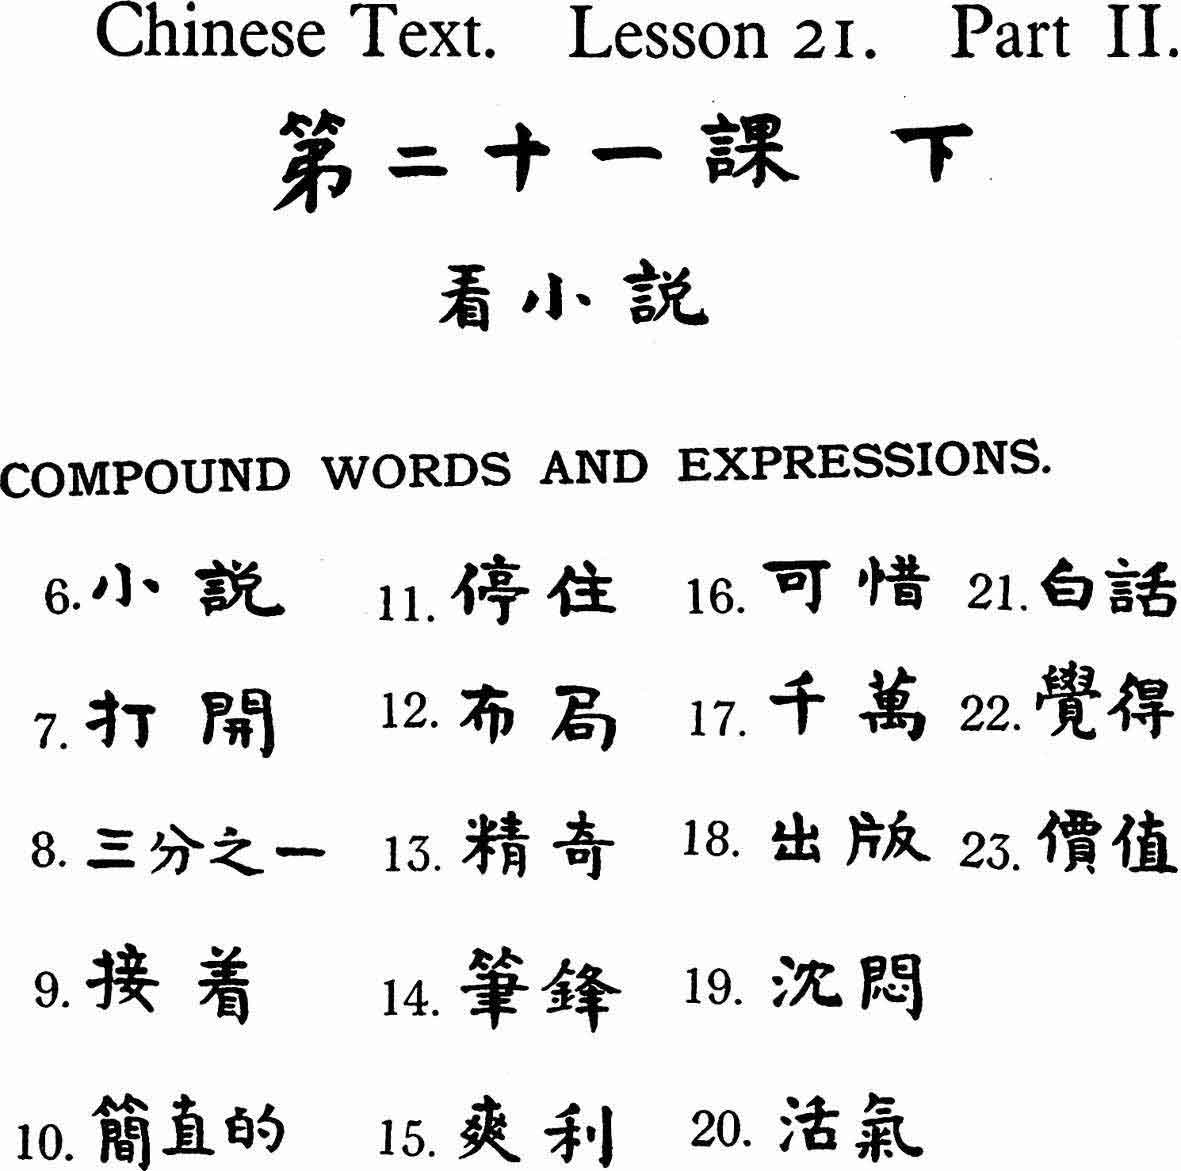 Chinese Text. Lesson 21. Part II.
第二十一課 下
看小説
COMPOUND WORDS AND EXPRESSIONS.
6. 小説 11. 停住 16. 可惜 21. 白話
7. 打開 12. 布局 17. 千萬 22. 覺得
8. 三分之一 13. 精奇 18. 出版 23. 價值
9. 接着 14. 筆鋒 19. 沈悶
10. 簡直的 15. 爽利 20. 活氣